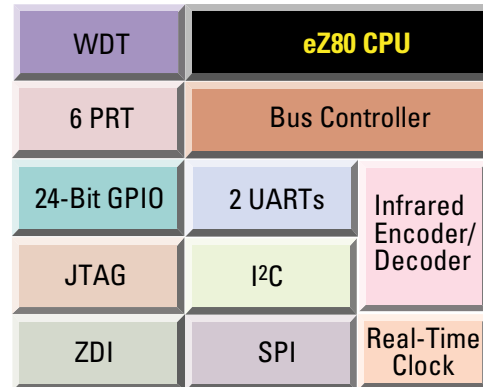 WDT
eZ80 CPU
6 PRT
Bus Controller
24-Bit GPIO
2 UARTs
Infrared
Encoder/
Decoder
JTAG
I²C
ZDI
SPI
Real-Time
Clock